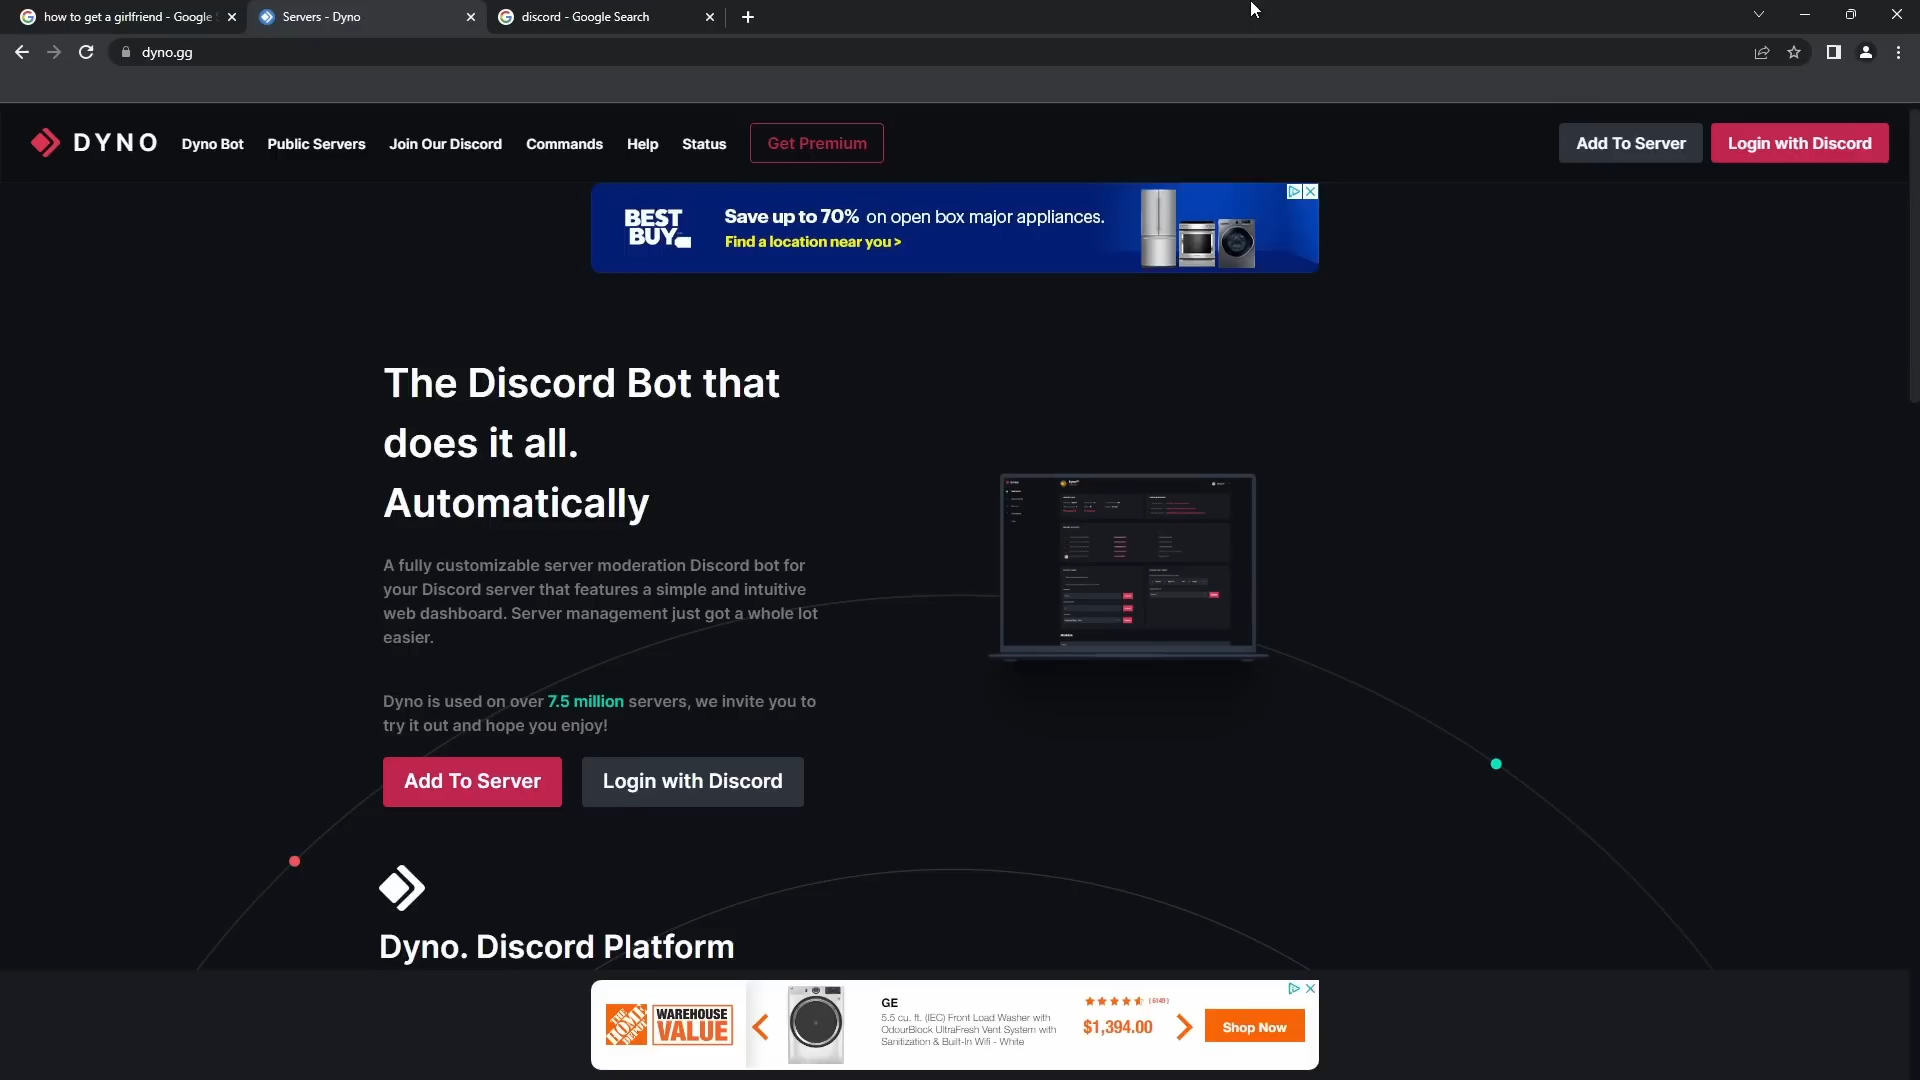 how to get a girlfriend - Google
Servers - Dyno
discord - Google Search
dyno.gg
DYNO
Dyno Bot
Public Servers
Join Our Discord
Commands
Help
Status
Get Premium
Add To Server
Login with Discord
BEST
BUY
Save up to 70% on open box major appliances.
Find a location near you >
The Discord Bot that
does it all.
Automatically
A fully customizable server moderation Discord bot for
your Discord server that features a simple and intuitive
web dashboard. Server management just got a whole lot
easier.
Dyno is used on over 7.5 million servers, we invite you to
try it out and hope you enjoy!
Add To Server
Login with Discord
Dyno. Discord Platform
THE HOME DEPOT
WAREHOUSE
VALUE
GE
5.5 cu. ft. (IEC) Front Load Washer with
OdourBlock UltraFresh Vent System with
Sanitization & Built-In Wifi - White
(6149)
$1,394.00
Shop Now